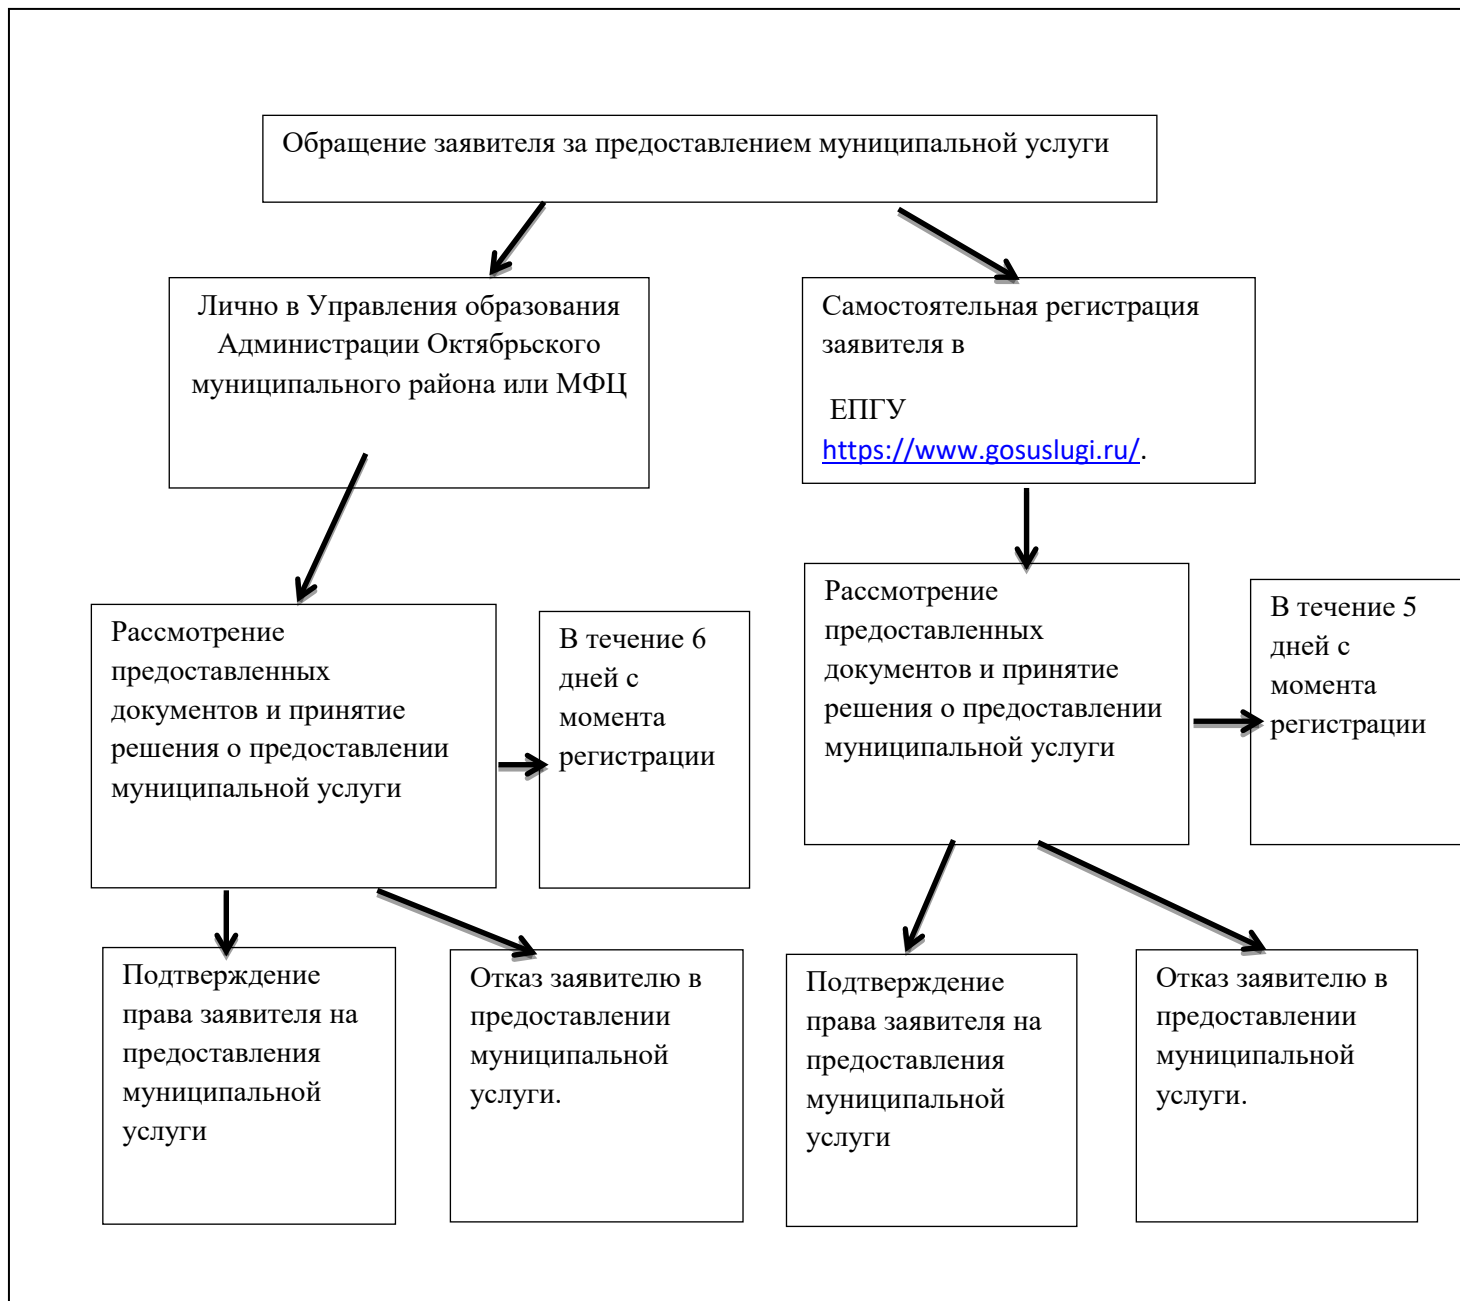 Обращение заявителя за предоставлением муниципальной услуги
Лично в Управления образования
Администрации Октябрьского
муниципального района или МФЦ
Самостоятельная регистрация
заявителя в
ЕПГУ
https://www.gosuslugi.ru/.
Рассмотрение
предоставленных
документов и принятие
решения о предоставлении
муниципальной услуги
В течение 6
дней с
момента
регистрации
Рассмотрение
предоставленных
документов и принятие
решения о предоставлении
муниципальной услуги
В течение 5
дней с
момента
регистрации
Подтверждение
права заявителя на
предоставления
муниципальной
услуги
Отказ заявителю в
предоставлении
муниципальной
услуги.
Подтверждение
права заявителя на
предоставления
муниципальной
услуги
Отказ заявителю в
предоставлении
муниципальной
услуги.